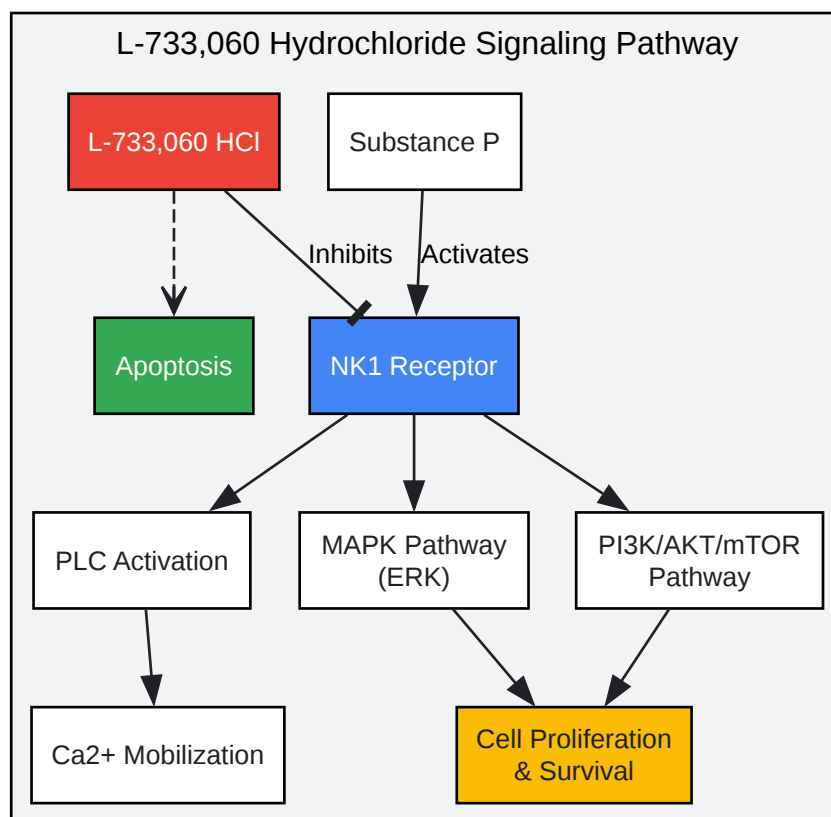 L-733,060 Hydrochloride Signaling Pathway
L-733,060 HCl
Substance P
Inhibits
Activates
Apoptosis
NK1 Receptor
PLC Activation
MAPK Pathway
(ERK)
PI3K/AKT/mTOR
Pathway
Ca2+ Mobilization
Cell Proliferation
& Survival